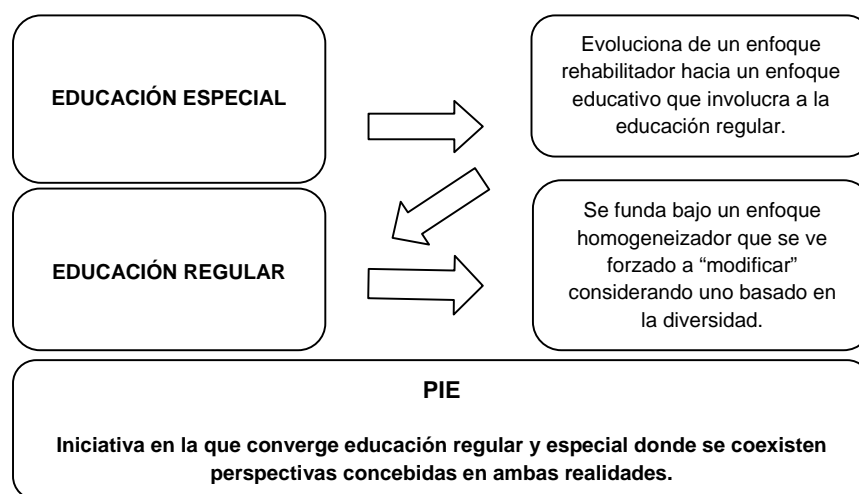 EDUCACIÓN ESPECIAL
Evoluciona de un enfoque
rehabilitador hacia un enfoque
educativo que involucra a la
educación regular.
EDUCACIÓN REGULAR
Se funda bajo un enfoque
homogeneizador que se ve
forzado a “modificar”
considerando uno basado en
la diversidad.
PIE
Iniciativa en la que converge educación regular y especial donde se coexisten
perspectivas concebidas en ambas realidades.